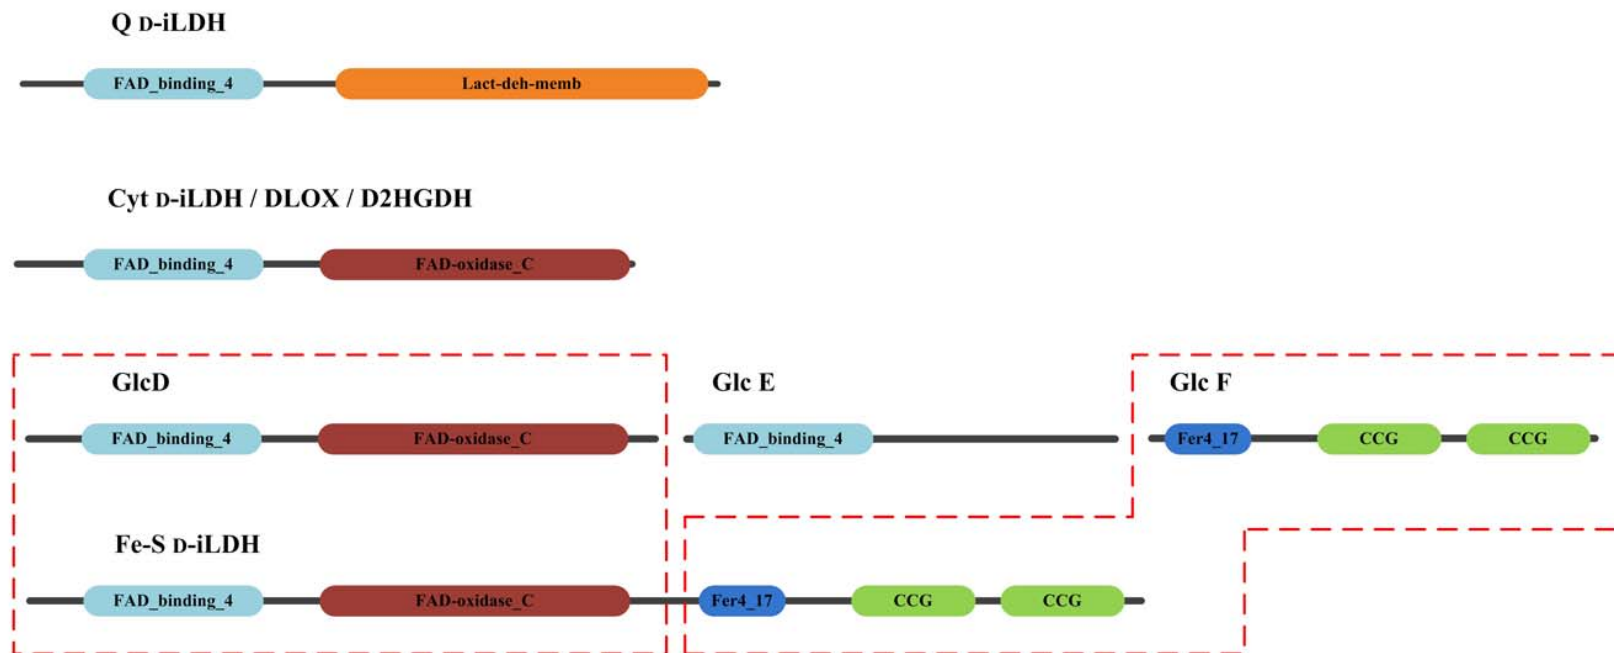 Q D-iLDH
FAD_binding_4 Lact-deh-memb
Cyt D-iLDH / DLOX / D2HGDH
FAD_binding_4 FAD-oxidase_C
GlcD Glc E Glc F
FAD_binding_4 FAD-oxidase_C FAD_binding_4 Fer4_17 CCG CCG
Fe-S D-iLDH
FAD_binding_4 FAD-oxidase_C Fer4_17 CCG CCG